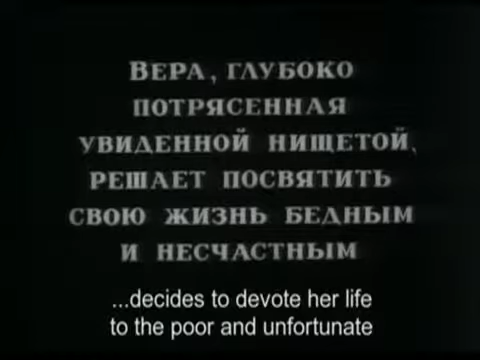 ВЕРА, ГЛУБОКО
ПОТРЯСЕННАЯ
УВИДЕННОЙ НИЩЕТОЙ,
РЕШАЕТ ПОСВЯТИТЬ
СВОЮ ЖИЗНЬ БЕДНЫМ
И НЕСЧАСТНЫМ
...decides to devote her life
to the poor and unfortunate